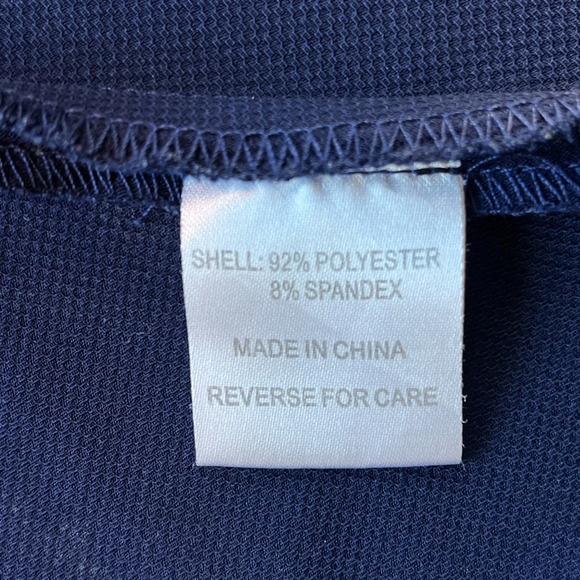 SHELL: 92% POLYESTER
8% SPANDEX
MADE IN CHINA
REVERSE FOR CARE